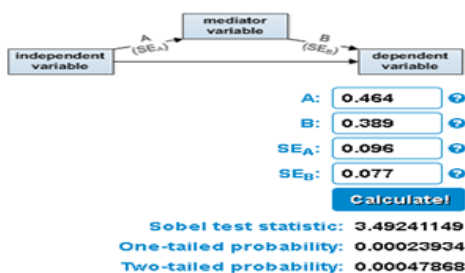 mediator
variable
A
(SEA)
B
(SEB)
independent
variable
dependent
variable
A: 0.464 ?
B: 0.389 ?
SEA: 0.096 ?
SEB: 0.077 ?
Calculate!
Sobel test statistic: 3.49241149
One-tailed probability: 0.00023934
Two-tailed probability: 0.00047868